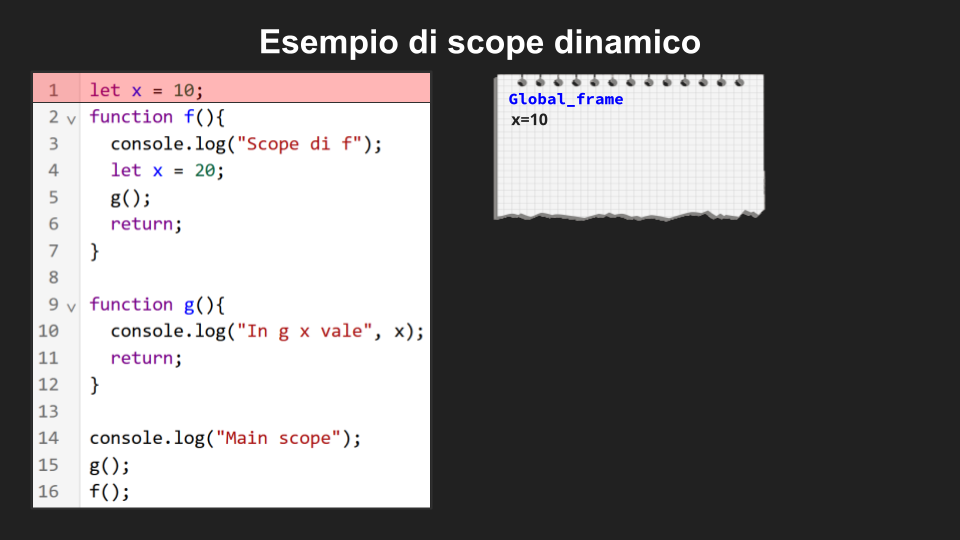 Esempio di scope dinamico
1 let x = 10;
2 function f(){
3 console.log("Scope di f");
4 let x = 20;
5 g();
6 return;
7 }
8
9 function g(){
10 console.log("In g x vale", x);
11 return;
12 }
13
14 console.log("Main scope");
15 g();
16 f();
Global_frame
x=10